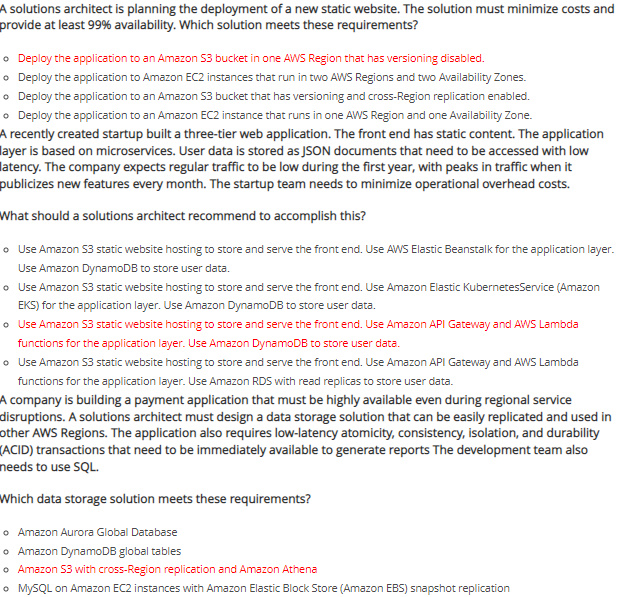 A solutions architect is planning the deployment of a new static website. The solution must minimize costs and
provide at least 99% availability. Which solution meets these requirements?
Deploy the application to an Amazon S3 bucket in one AWS Region that has versioning disabled.
Deploy the application to Amazon EC2 instances that run in two AWS Regions and two Availability Zones.
Deploy the application to an Amazon S3 bucket that has versioning and cross-Region replication enabled.
Deploy the application to an Amazon EC2 instance that runs in one AWS Region and one Availability Zone.
A recently created startup built a three-tier web application. The front end has static content. The application
layer is based on microservices. User data is stored as JSON documents that need to be accessed with low
latency. The company expects regular traffic to be low during the first year, with peaks in traffic when it
publicizes new features every month. The startup team needs to minimize operational overhead costs.
What should a solutions architect recommend to accomplish this?
Use Amazon S3 static website hosting to store and serve the front end. Use AWS Elastic Beanstalk for the application layer.
Use Amazon DynamoDB to store user data.
Use Amazon S3 static website hosting to store and serve the front end. Use Amazon Elastic KubernetesService (Amazon
EKS) for the application layer. Use Amazon DynamoDB to store user data.
Use Amazon S3 static website hosting to store and serve the front end. Use Amazon API Gateway and AWS Lambda
functions for the application layer. Use Amazon DynamoDB to store user data.
Use Amazon S3 static website hosting to store and serve the front end. Use Amazon API Gateway and AWS Lambda
functions for the application layer. Use Amazon RDS with read replicas to store user data.
A company is building a payment application that must be highly available even during regional service
disruptions. A solutions architect must design a data storage solution that can be easily replicated and used in
other AWS Regions. The application also requires low-latency atomicity, consistency, isolation, and durability
(ACID) transactions that need to be immediately available to generate reports The development team also
needs to use SQL.
Which data storage solution meets these requirements?
Amazon Aurora Global Database
Amazon DynamoDB global tables
Amazon S3 with cross-Region replication and Amazon Athena
MySQL on Amazon EC2 instances with Amazon Elastic Block Store (Amazon EBS) snapshot replication